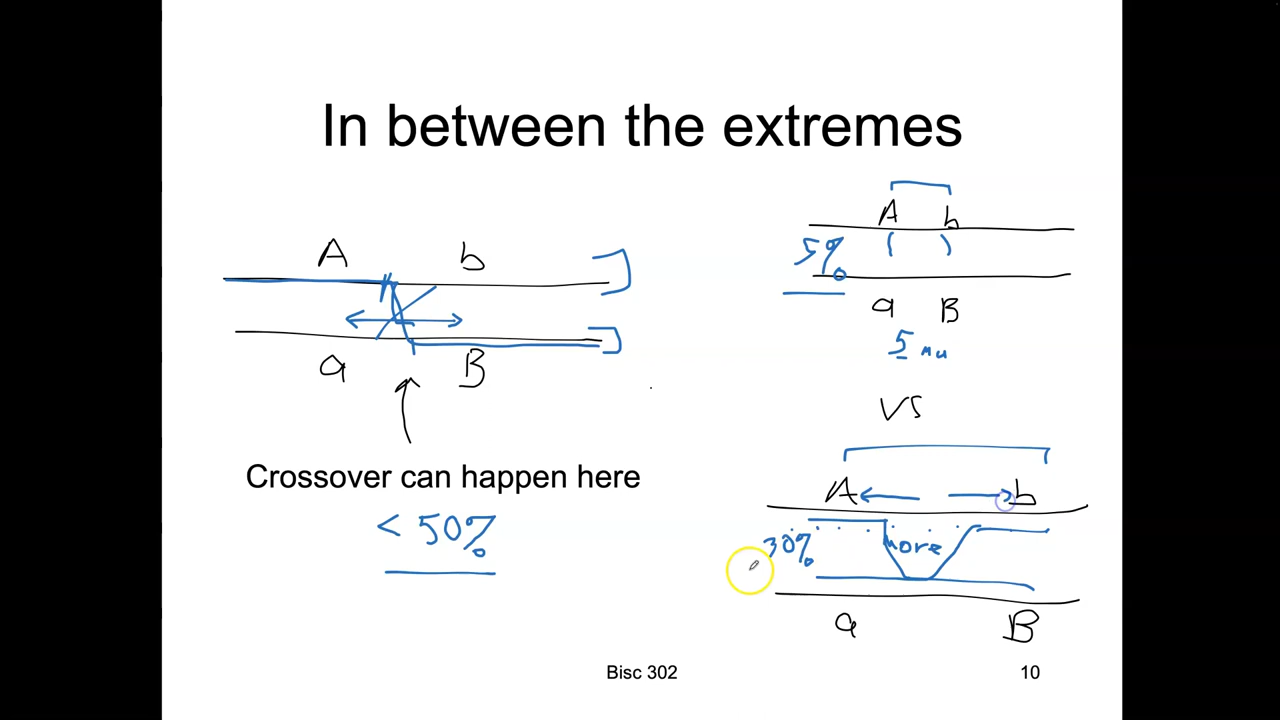 In between the extremes
A b
a B
Crossover can happen here
< 50%
A b
5%
a B
5 mu
vs
A b
30% more
a B
Bisc 302
10